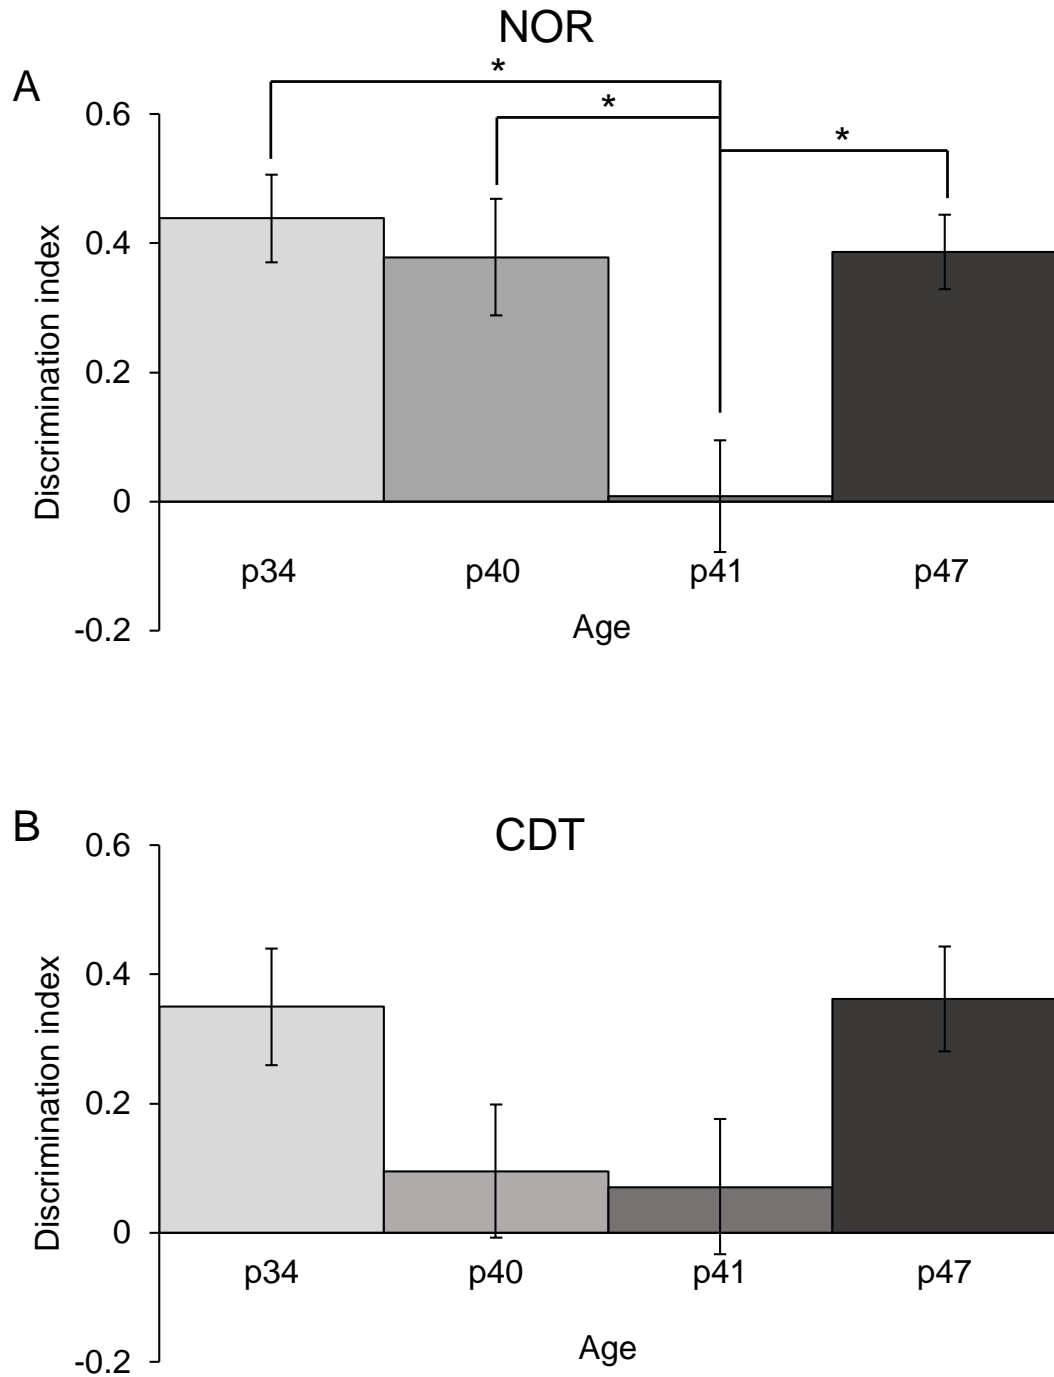 NOR
A
*
*
*
0.6
0.4
0.2
0
-0.2
Discrimination index
p34 p40 p41 p47
Age
B
CDT
0.6
0.4
0.2
0
-0.2
Discrimination index
p34 p40 p41 p47
Age